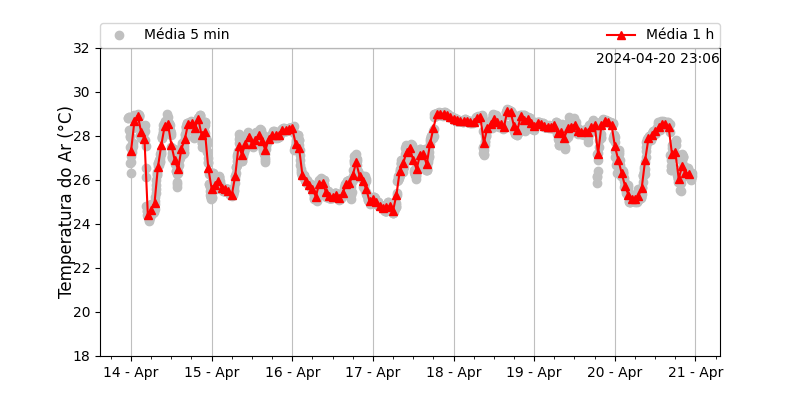 Média 5 min
Média 1 h
2024-04-20 23:06
Temperatura do Ar (°C)
32
30
28
26
24
22
20
18
14 - Apr
15 - Apr
16 - Apr
17 - Apr
18 - Apr
19 - Apr
20 - Apr
21 - Apr